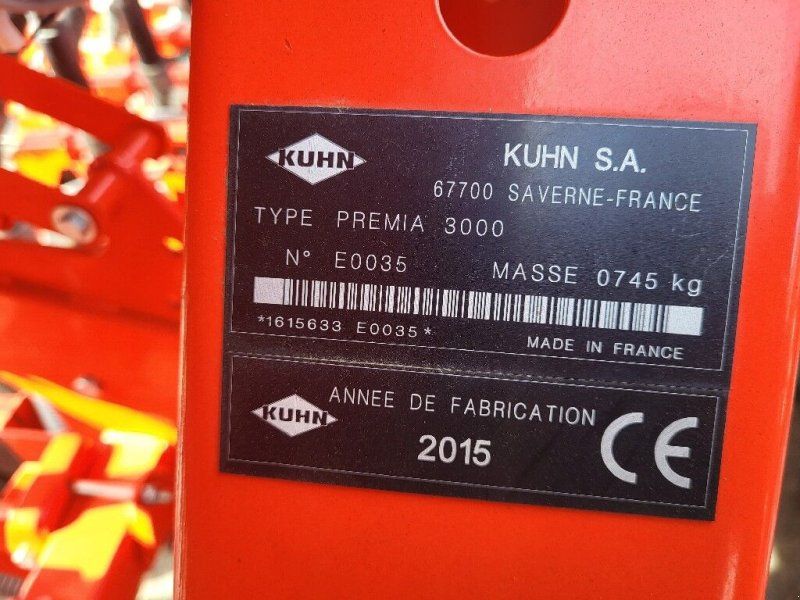 KUHN
KUHN S.A.
67700 SAVERNE-FRANCE
TYPE PREMIA 3000
N° E0035 MASSE 0745 kg
*1615633 E0035*
MADE IN FRANCE
KUHN
ANNEE DE FABRICATION
2015
CE